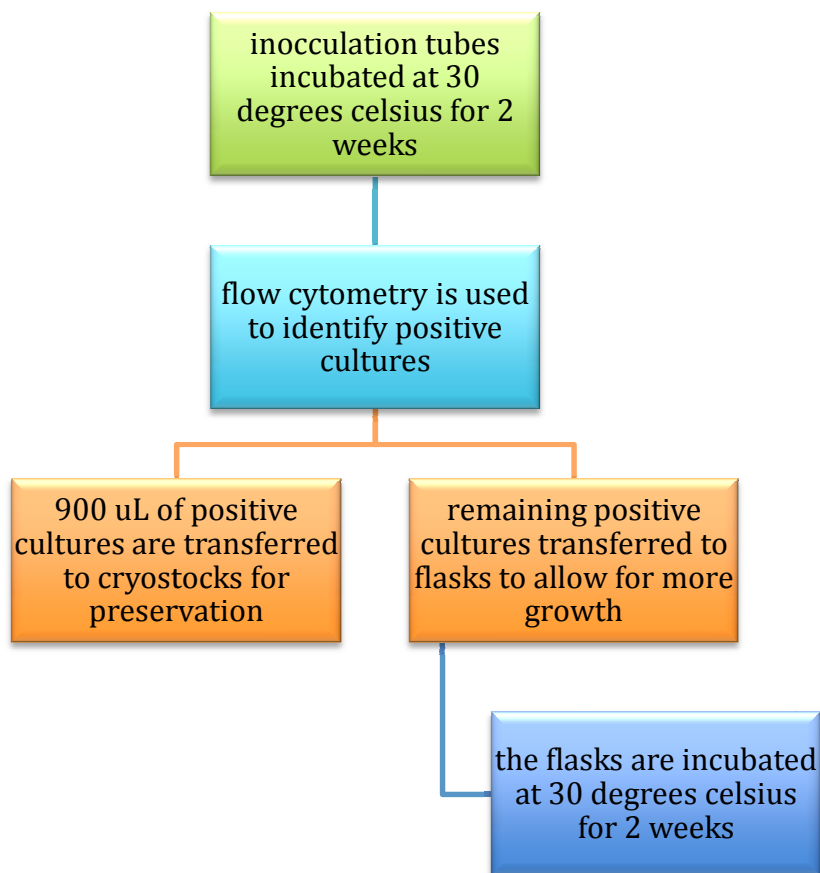 inocculation tubes
incubated at 30
degrees celsius for 2
weeks
flow cytometry is used
to identify positive
cultures
900 uL of positive
cultures are transferred
to cryostocks for
preservation
remaining positive
cultures transferred to
flasks to allow for more
growth
the flasks are incubated
at 30 degrees celsius
for 2 weeks